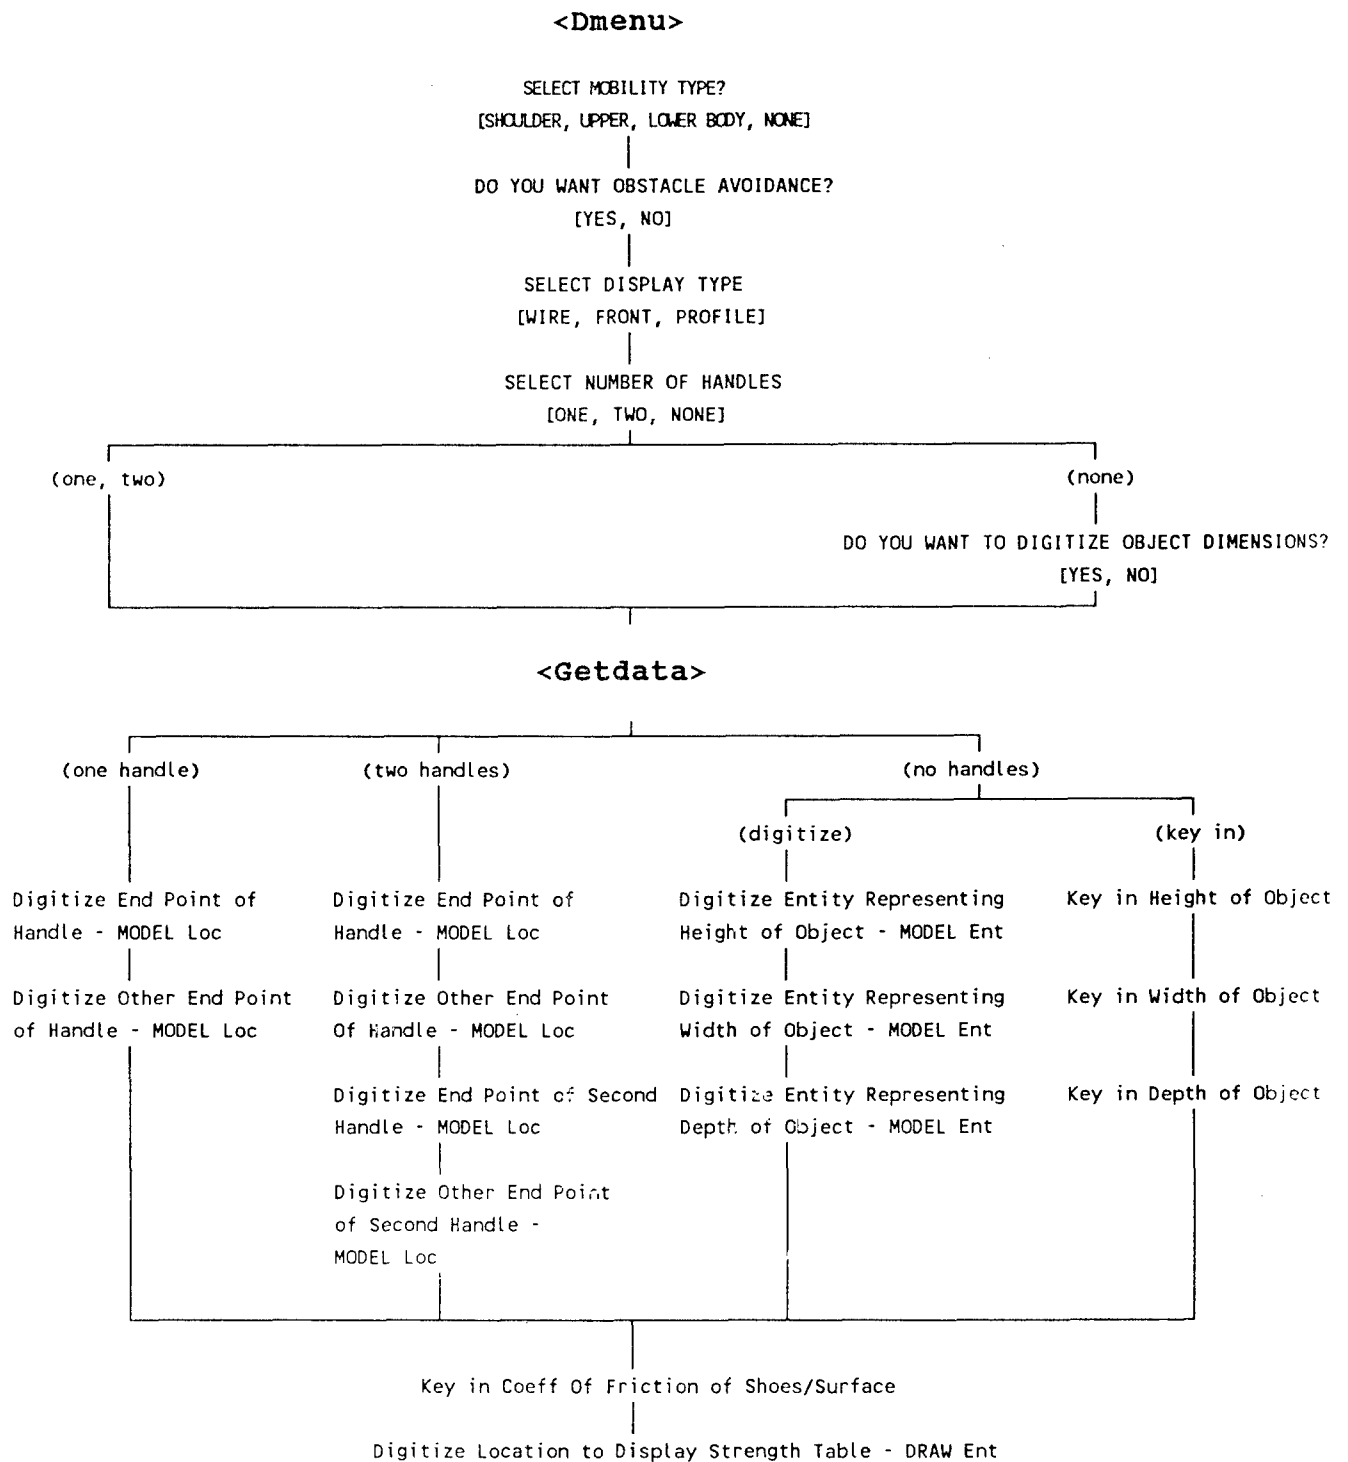 <Dmenu>
SELECT MOBILITY TYPE?
[SHOULDER, UPPER, LOWER BODY, NONE]
DO YOU WANT OBSTACLE AVOIDANCE?
[YES, NO]
SELECT DISPLAY TYPE
[WIRE, FRONT, PROFILE]
SELECT NUMBER OF HANDLES
[ONE, TWO, NONE]
(one, two)
(none)
DO YOU WANT TO DIGITIZE OBJECT DIMENSIONS?
[YES, NO]
<Getdata>
(one handle)
(two handles)
(no handles)
(digitize)
(key in)
Digitize End Point of
Handle - MODEL Loc
Digitize Other End Point
of Handle - MODEL Loc
Digitize End Point of
Handle - MODEL Loc
Digitize Other End Point
Of Handle - MODEL Loc
Digitize End Point of Second
Handle - MODEL Loc
Digitize Other End Point
of Second Handle -
MODEL Loc
Digitize Entity Representing
Height of Object - MODEL Ent
Digitize Entity Representing
Width of Object - MODEL Ent
Digitize Entity Representing
Depth of Object - MODEL Ent
Key in Height of Object
Key in Width of Object
Key in Depth of Object
Key in Coeff Of Friction of Shoes/Surface
Digitize Location to Display Strength Table - DRAW Ent